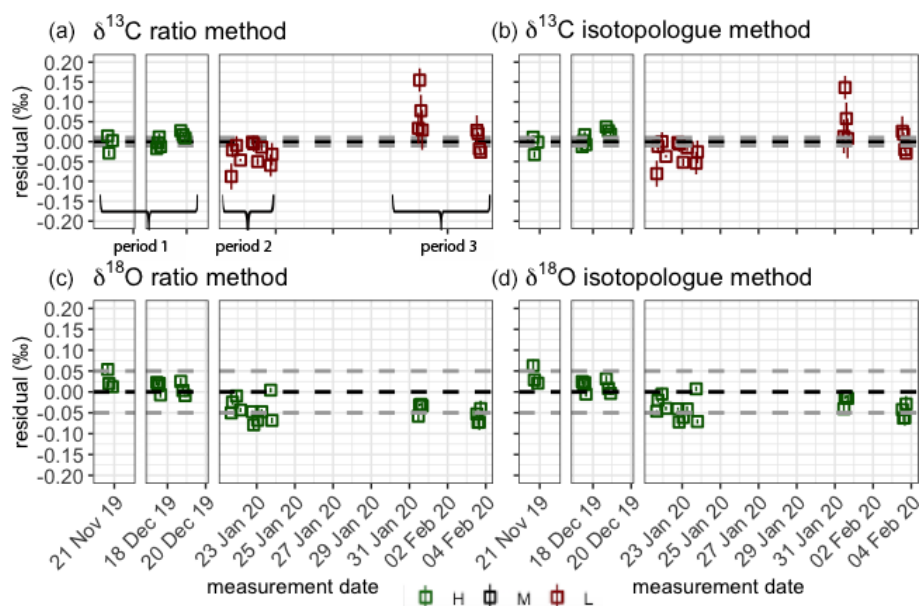 (a) δ¹³C ratio method
(b) δ¹³C isotopologue method
residual (‰)
0.20
0.15
0.10
0.05
0.00
-0.05
-0.10
-0.15
-0.20
period 1
period 2
period 3
(c) δ¹⁸O ratio method
(d) δ¹⁸O isotopologue method
residual (‰)
0.20
0.15
0.10
0.05
0.00
-0.05
-0.10
-0.15
-0.20
21 Nov 19
18 Dec 19
20 Dec 19
23 Jan 20
25 Jan 20
27 Jan 20
29 Jan 20
31 Jan 20
02 Feb 20
04 Feb 20
21 Nov 19
18 Dec 19
20 Dec 19
23 Jan 20
25 Jan 20
27 Jan 20
29 Jan 20
31 Jan 20
02 Feb 20
04 Feb 20
measurement date
measurement date
H M L